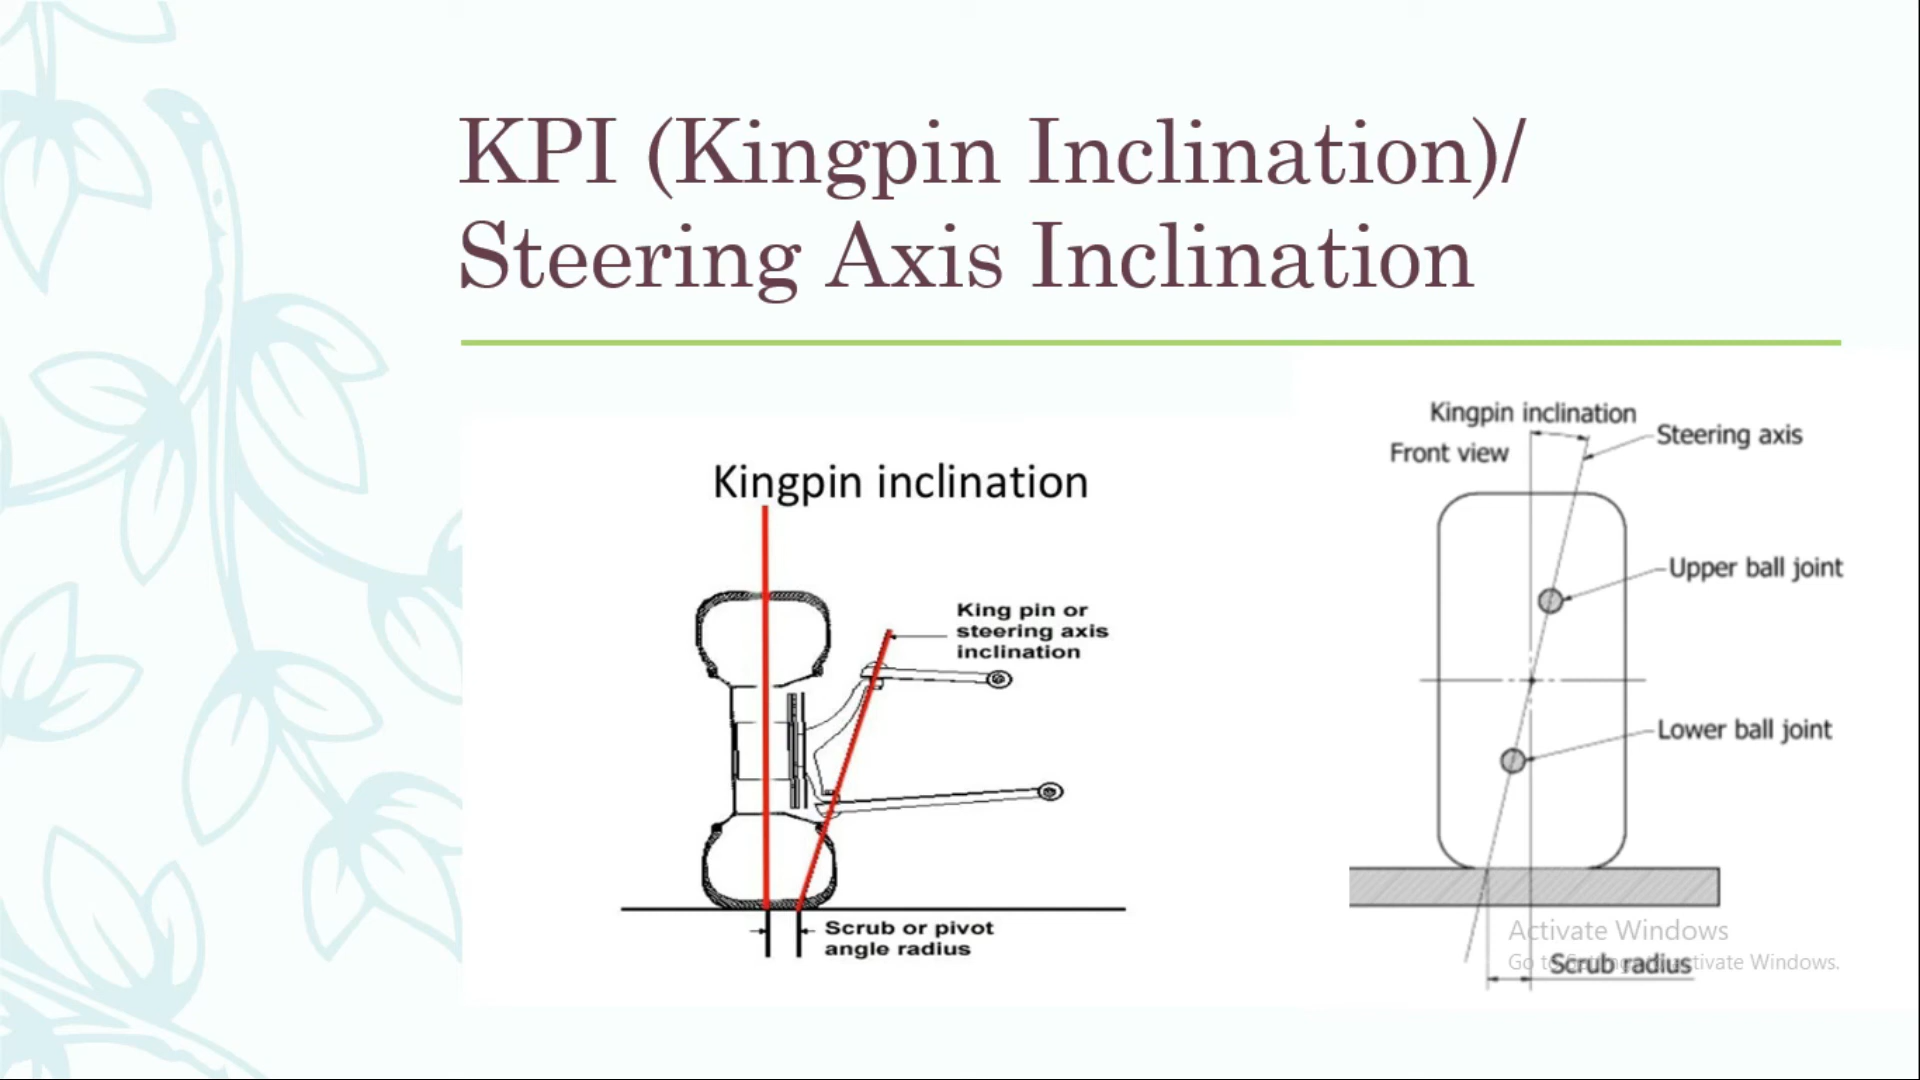 KPI (Kingpin Inclination)/
Steering Axis Inclination
Kingpin inclination
King pin or
steering axis
inclination
Scrub or pivot
angle radius
Kingpin inclination
Steering axis
Front view
Upper ball joint
Lower ball joint
Activate Windows
Go to Settings to activate Windows.
Scrub radius